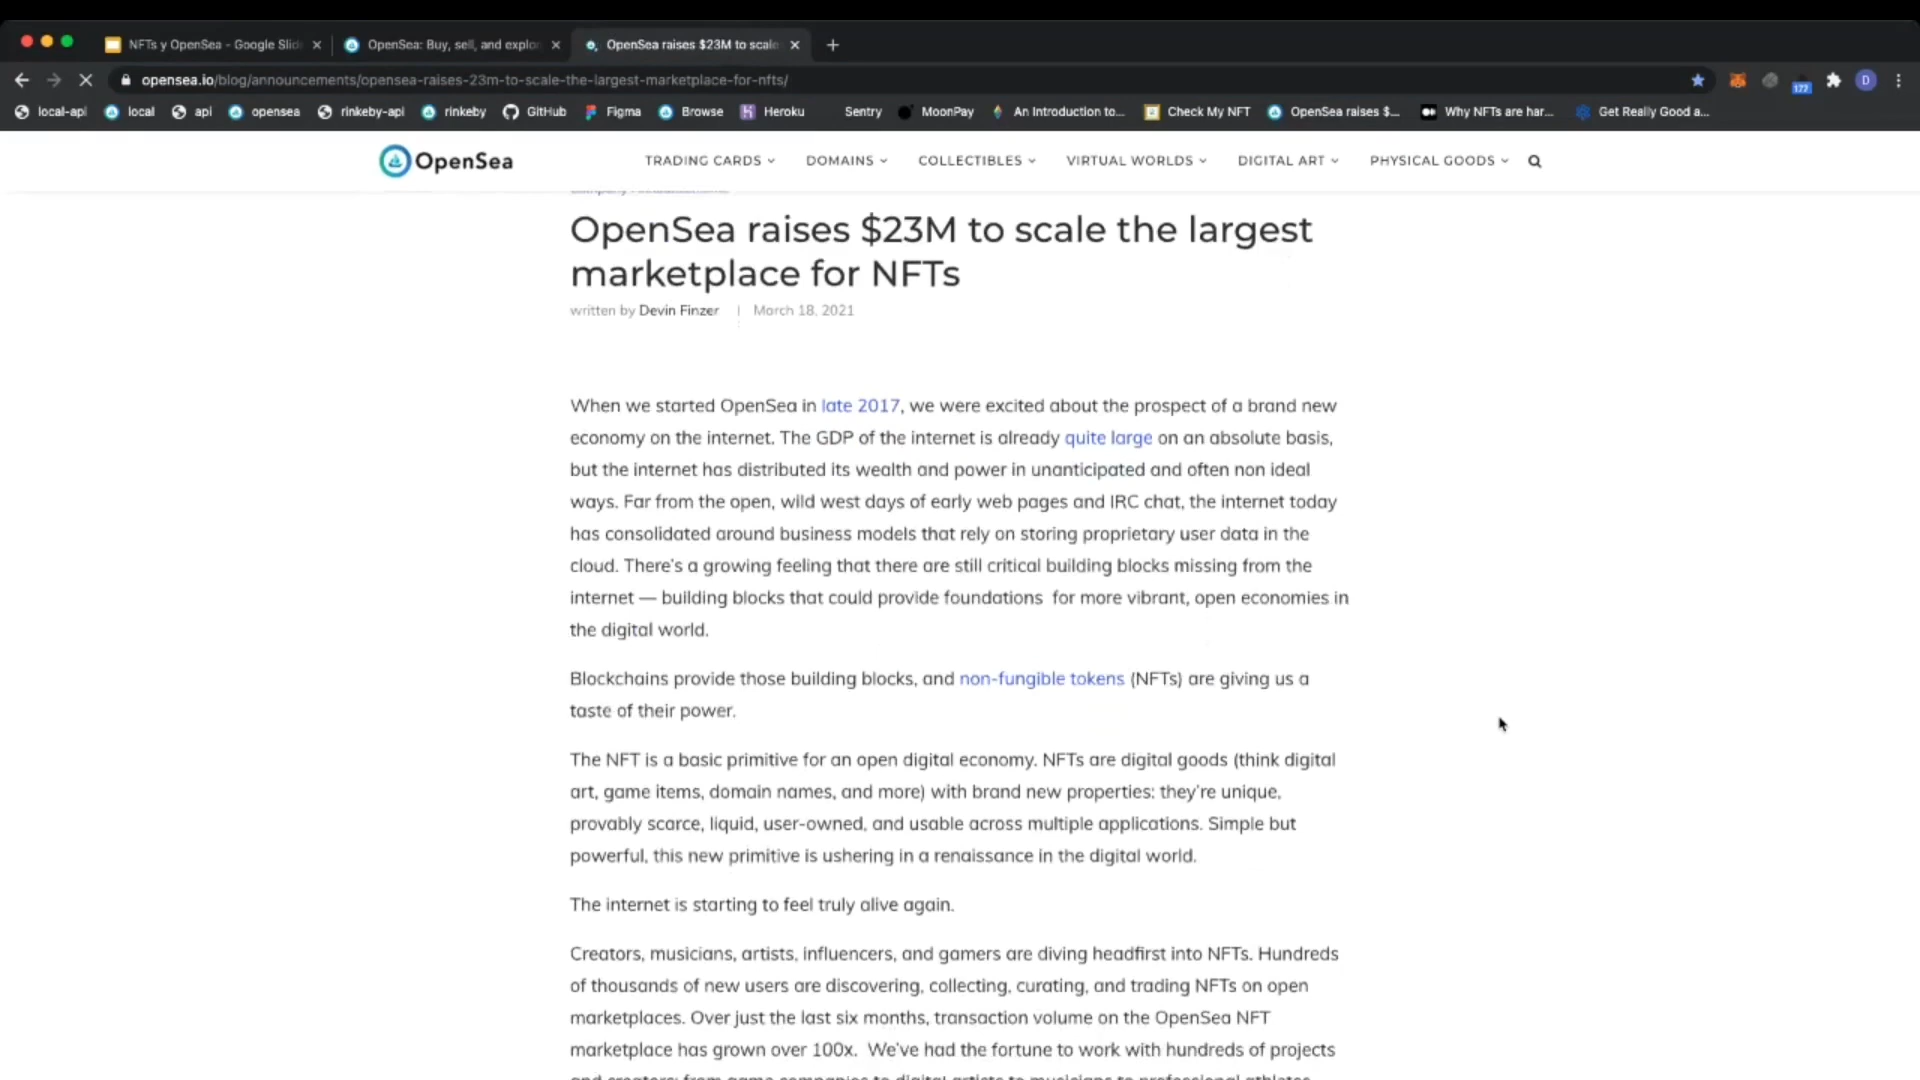 NFTs y OpenSea - Google Slid
OpenSea: Buy, sell, and explo
OpenSea raises $23M to scale
opensea.io/blog/announcements/opensea-raises-23m-to-scale-the-largest-marketplace-for-nfts/
177
D
local-api
local
api
opensea
rinkeby-api
rinkeby
GitHub
Figma
Browse
Heroku
Sentry
MoonPay
An Introduction to...
Check My NFT
OpenSea raises $...
Why NFTs are har...
Get Really Good a...
OpenSea
TRADING CARDS
DOMAINS
COLLECTIBLES
VIRTUAL WORLDS
DIGITAL ART
PHYSICAL GOODS
OpenSea raises $23M to scale the largest
marketplace for NFTs
written by Devin Finzer | March 18, 2021
When we started OpenSea in late 2017, we were excited about the prospect of a brand new
economy on the internet. The GDP of the internet is already quite large on an absolute basis,
but the internet has distributed its wealth and power in unanticipated and often non ideal
ways. Far from the open, wild west days of early web pages and IRC chat, the internet today
has consolidated around business models that rely on storing proprietary user data in the
cloud. There's a growing feeling that there are still critical building blocks missing from the
internet — building blocks that could provide foundations for more vibrant, open economies in
the digital world.
Blockchains provide those building blocks, and non-fungible tokens (NFTs) are giving us a
taste of their power.
The NFT is a basic primitive for an open digital economy. NFTs are digital goods (think digital
art, game items, domain names, and more) with brand new properties: they're unique,
provably scarce, liquid, user-owned, and usable across multiple applications. Simple but
powerful, this new primitive is ushering in a renaissance in the digital world.
The internet is starting to feel truly alive again.
Creators, musicians, artists, influencers, and gamers are diving headfirst into NFTs. Hundreds
of thousands of new users are discovering, collecting, curating, and trading NFTs on open
marketplaces. Over just the last six months, transaction volume on the OpenSea NFT
marketplace has grown over 100x. We've had the fortune to work with hundreds of projects
and creators: from game companies to digital artists to musicians to professional athletes